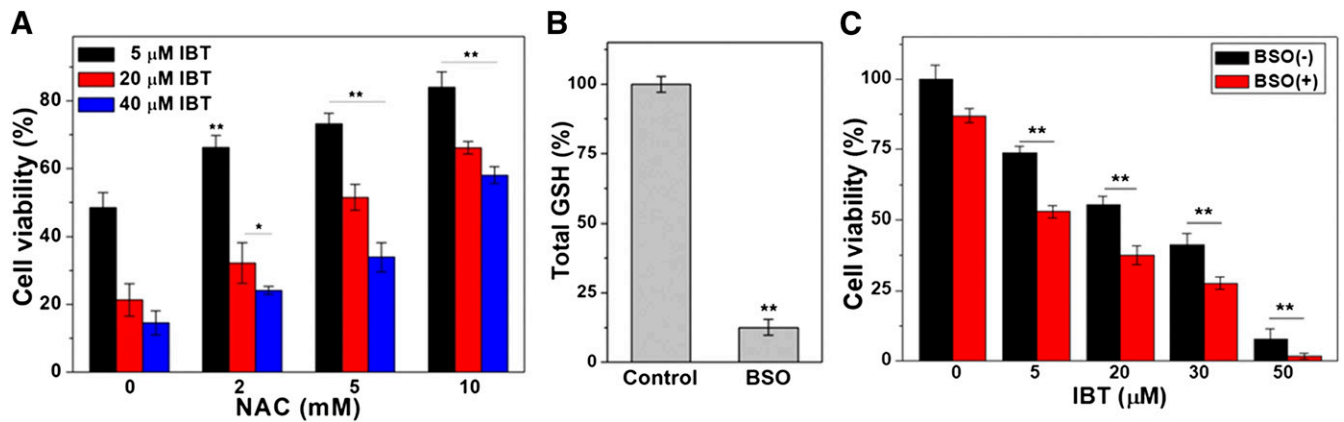 A
5 μM IBT
20 μM IBT
40 μM IBT
Cell viability (%)
80
60
40
20
0
**
*
**
**
0 2 5 10
NAC (mM)
B
Total GSH (%)
100
75
50
25
0
**
Control BSO
C
BSO(-)
BSO(+)
Cell viability (%)
100
75
50
25
0
**
**
**
**
0 5 20 30 50
IBT (μM)